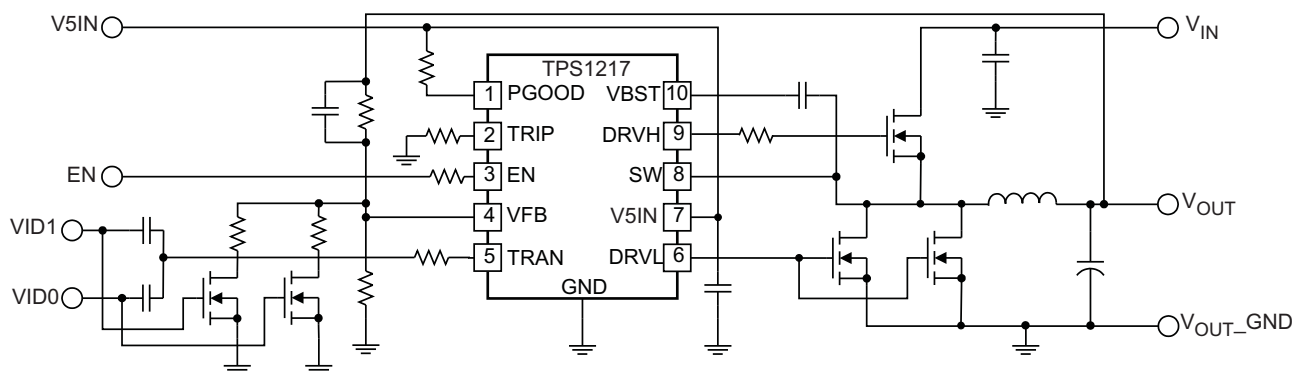 V5IN
VIN
TPS1217
1 PGOOD VBST 10
2 TRIP DRVH 9
EN
3 EN SW 8
4 VFB V5IN 7
VOUT
VID1
5 TRAN DRVL 6
VID0
GND
VOUT_GND